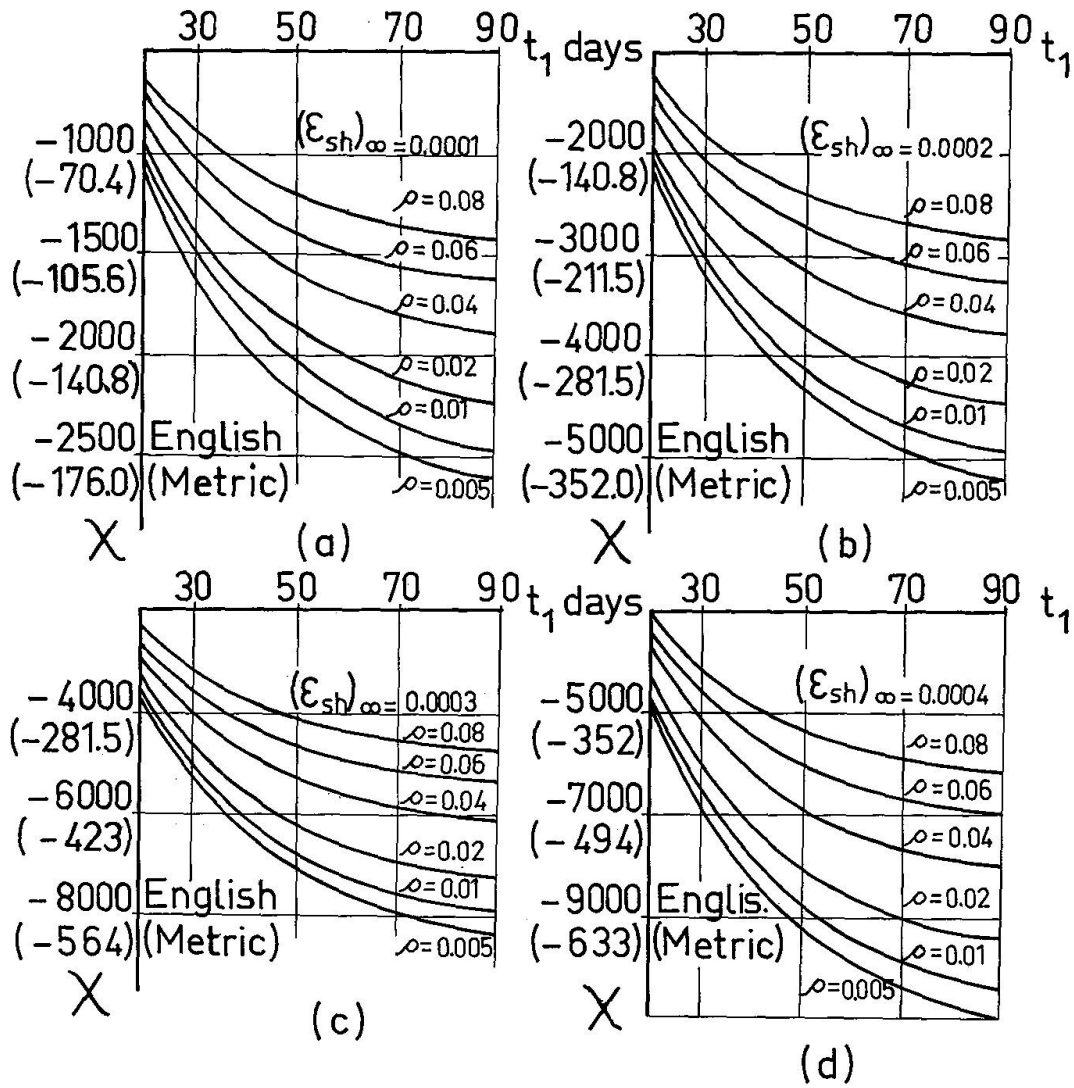 30 50 70 90 t₁ days
(εsh)∞ = 0.0001
-1000
(-70.4)
ρ = 0.08
-1500
(-105.6)
ρ = 0.06
ρ = 0.04
-2000
(-140.8)
ρ = 0.02
ρ = 0.01
-2500
(-176.0)
English
(Metric)
ρ = 0.005
X
(a)
30 50 70 90 t₁
(εsh)∞ = 0.0002
-2000
(-140.8)
ρ = 0.08
-3000
(-211.5)
ρ = 0.06
ρ = 0.04
-4000
(-281.5)
ρ = 0.02
ρ = 0.01
-5000
(-352.0)
English
(Metric)
ρ = 0.005
X
(b)
30 50 70 90 t₁ days
(εsh)∞ = 0.0003
-4000
(-281.5)
ρ = 0.08
ρ = 0.06
ρ = 0.04
-6000
(-423)
ρ = 0.02
ρ = 0.01
-8000
(-564)
English
(Metric)
ρ = 0.005
X
(c)
30 50 70 90 t₁
(εsh)∞ = 0.0004
-5000
(-352)
ρ = 0.08
ρ = 0.06
-7000
(-494)
ρ = 0.04
ρ = 0.02
-9000
(-633)
Englis.
(Metric)
ρ = 0.01
ρ = 0.005
X
(d)